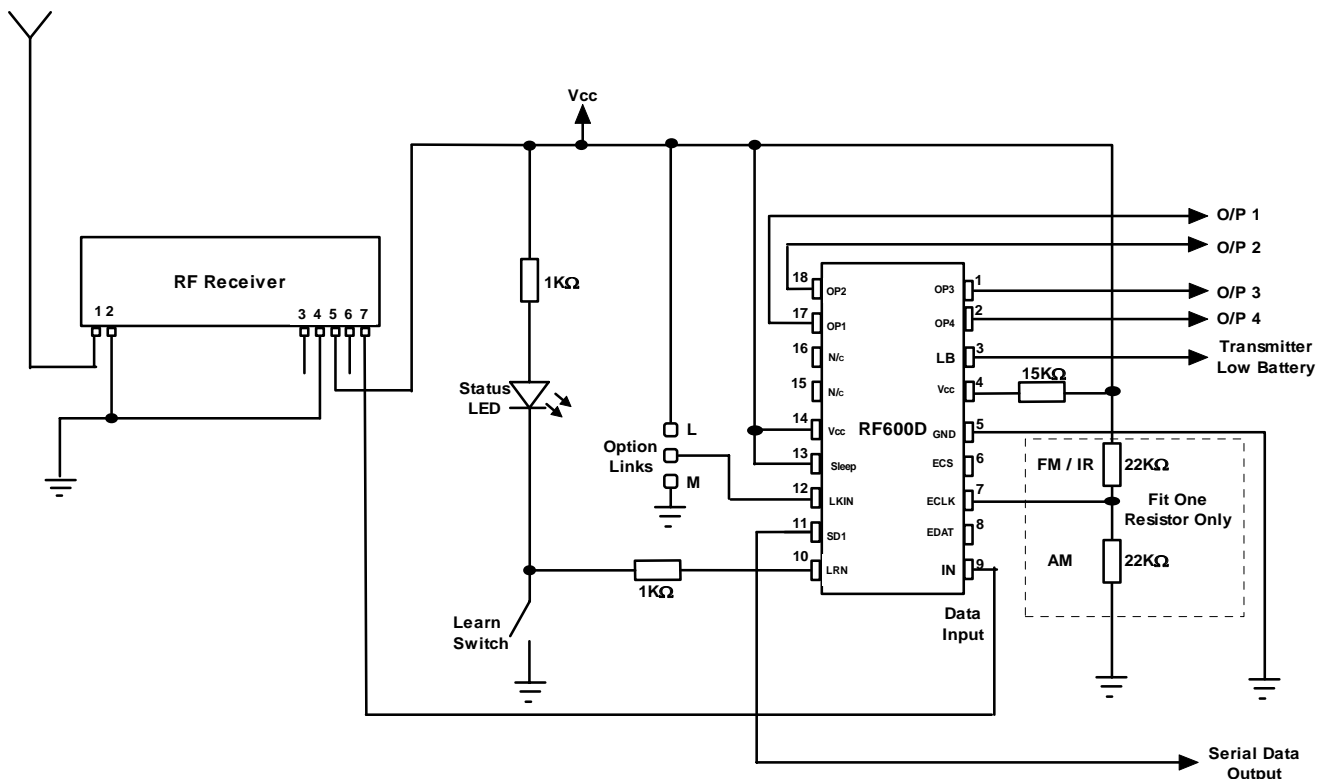 Vcc
O/P 1
O/P 2
RF Receiver
1 2 3 4 5 6 7
1KΩ
18 OP2
OP3 1
O/P 3
17 OP1
OP4 2
O/P 4
16 N/c
LB 3
Transmitter
Low Battery
15 N/c
Vcc 4
15KΩ
Status
LED
14 Vcc
RF600D
GND 5
L
Option
Links
M
13 Sleep
ECS 6
FM / IR
22KΩ
12 LKIN
ECLK 7
Fit One
Resistor Only
11 SD1
EDAT 8
10 LRN
IN 9
AM
22KΩ
1KΩ
Learn
Switch
Data
Input
Serial Data
Output